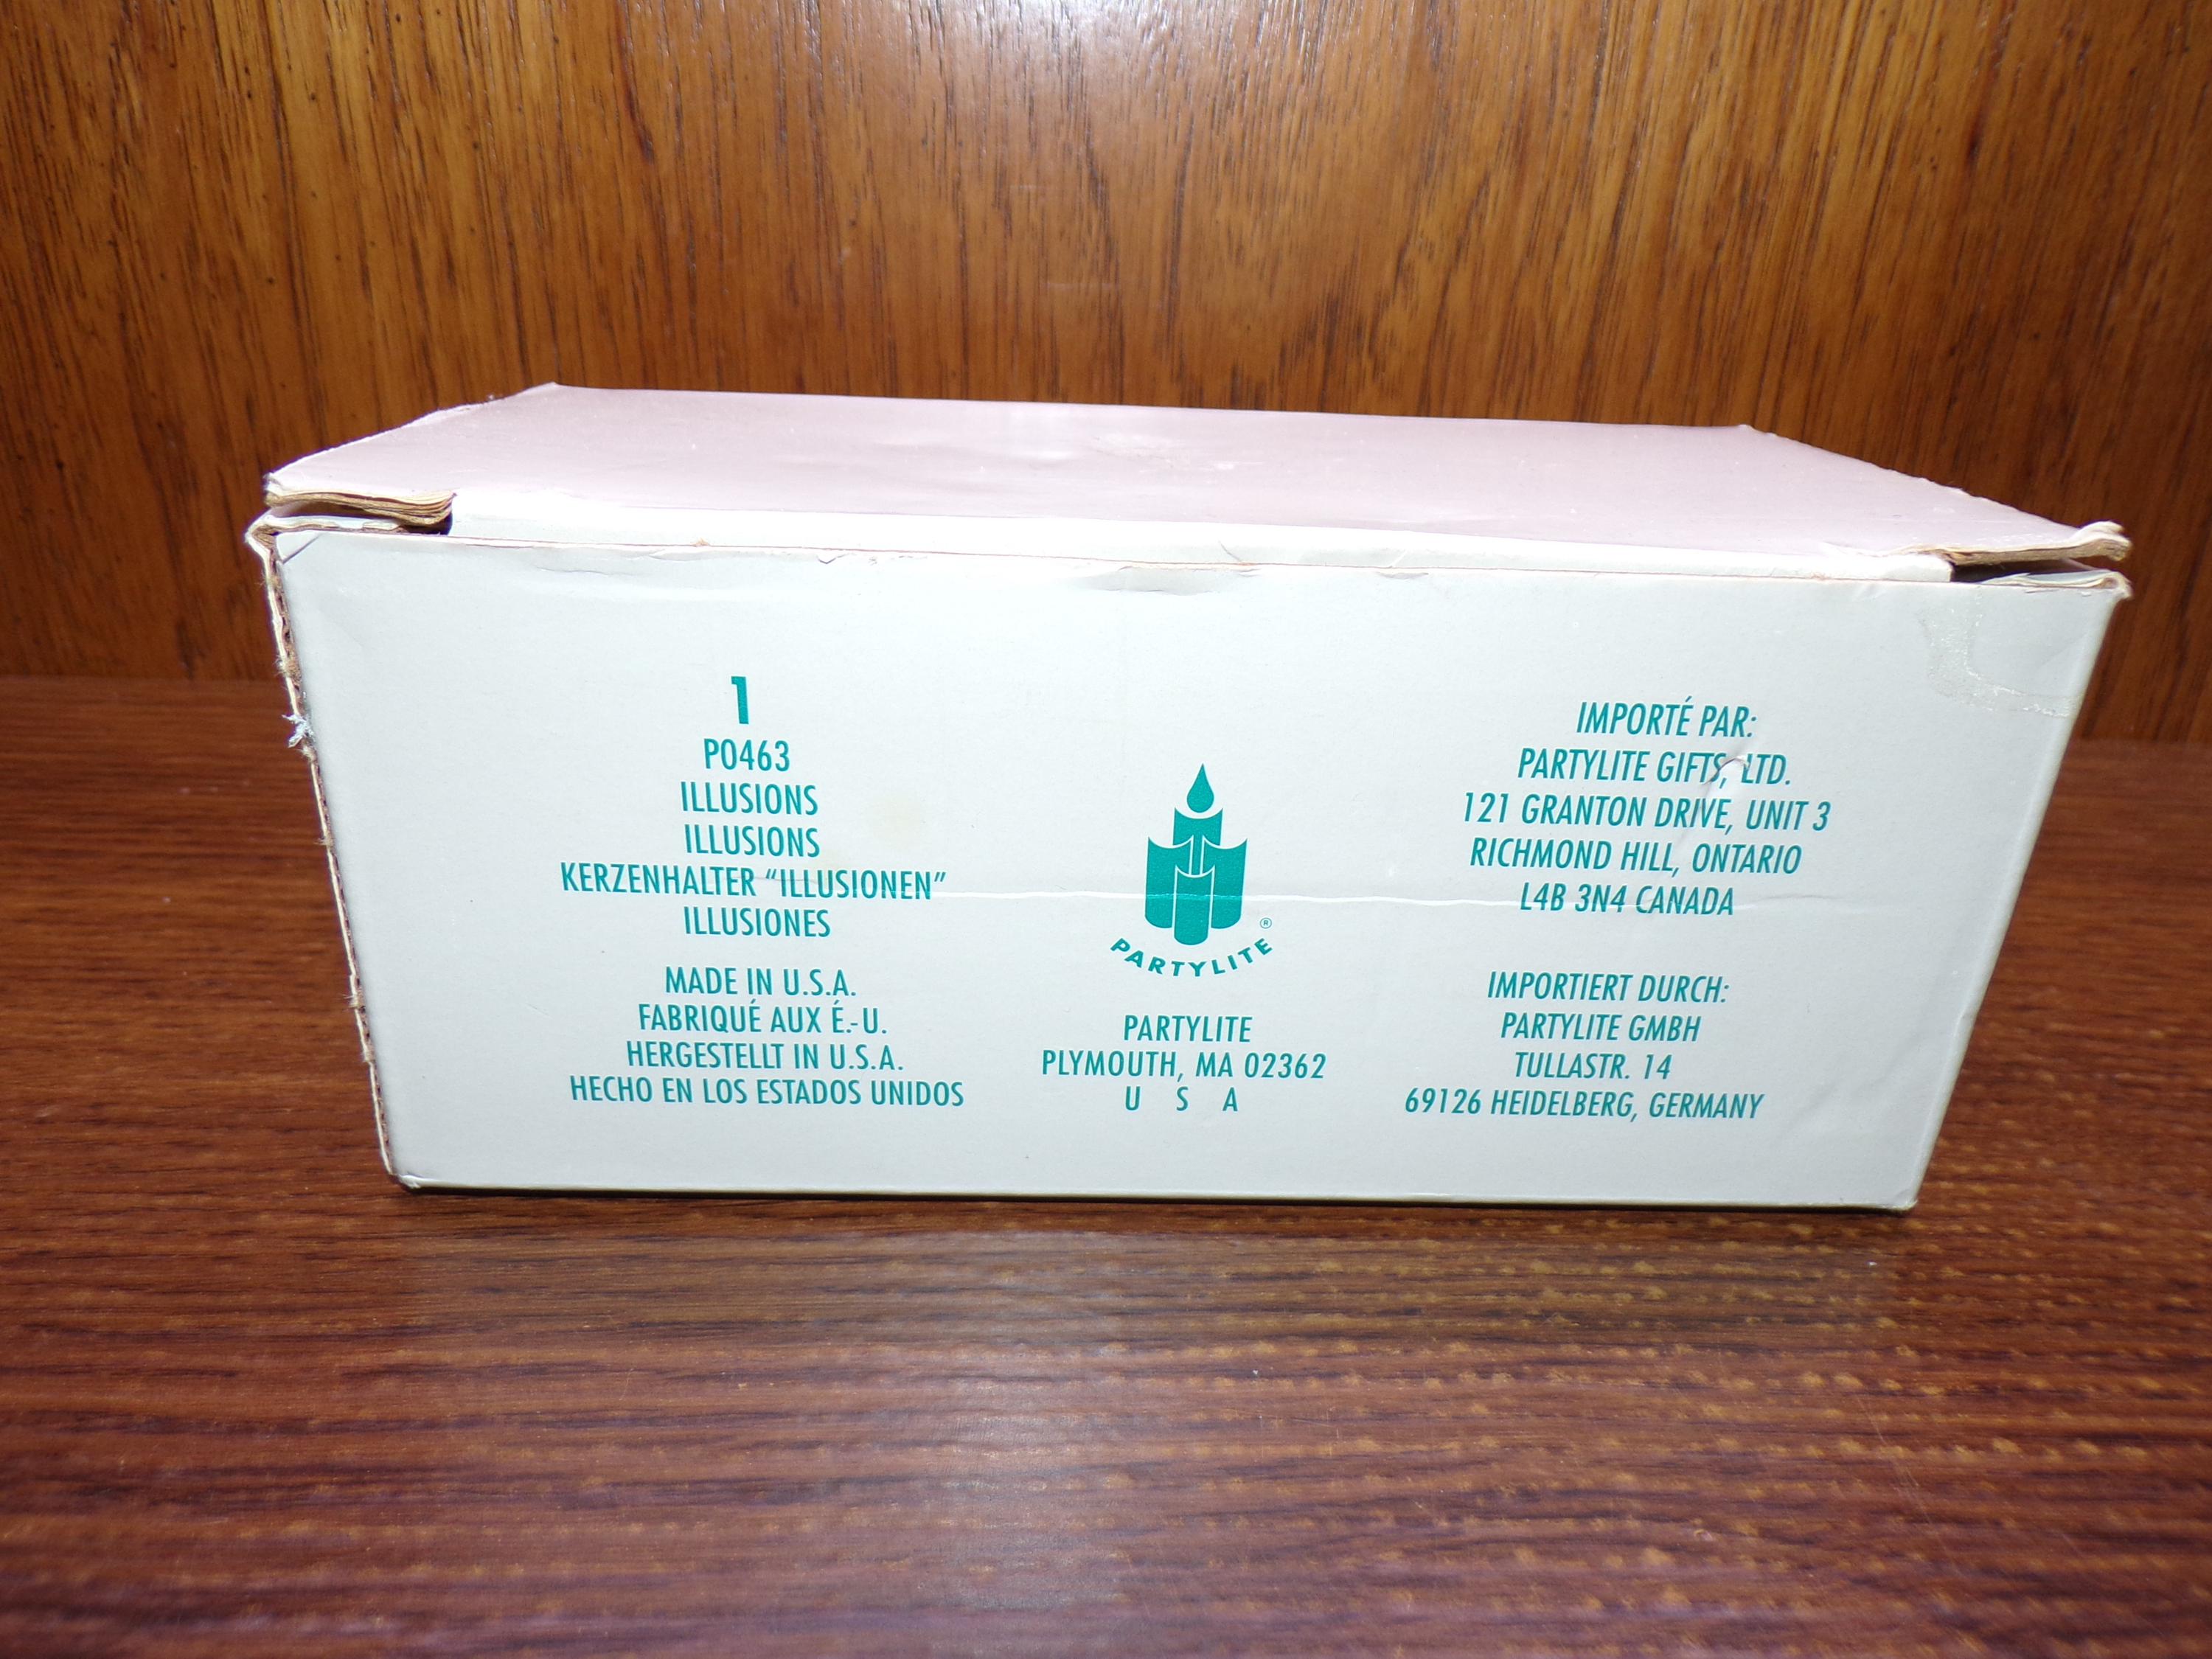 1
P0463
ILLUSIONS
ILLUSIONS
KERZENHALTER “ILLUSIONEN”
ILLUSIONES
MADE IN U.S.A.
FABRIQUÉ AUX É.-U.
HERGESTELLT IN U.S.A.
HECHO EN LOS ESTADOS UNIDOS
PARTYLITE®
PARTYLITE
PLYMOUTH, MA 02362
U S A
IMPORTÉ PAR:
PARTYLITE GIFTS, LTD.
121 GRANTON DRIVE, UNIT 3
RICHMOND HILL, ONTARIO
L4B 3N4 CANADA
IMPORTIERT DURCH:
PARTYLITE GMBH
TULLASTR. 14
69126 HEIDELBERG, GERMANY